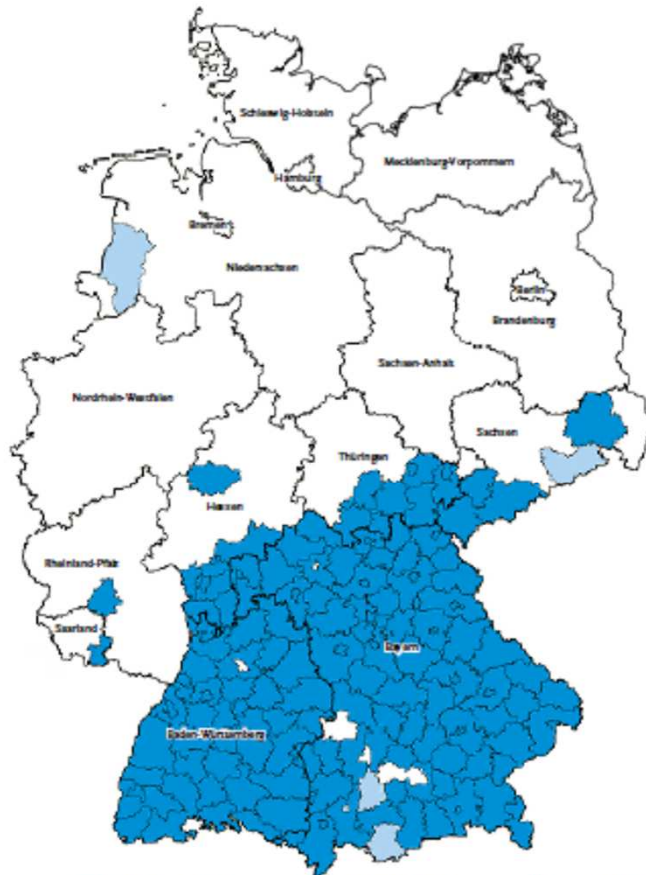 Schleswig-Holstein
Mecklenburg-Vorpommern
Hamburg
Bremen
Niedersachsen
Berlin
Brandenburg
Sachsen-Anhalt
Nordrhein-Westfalen
Sachsen
Thüringen
Hessen
Rheinland-Pfalz
Saarland
Bayern
Baden-Württemberg